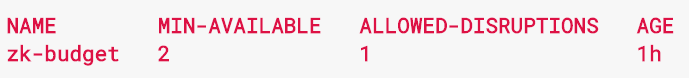 NAME MIN-AVAILABLE ALLOWED-DISRUPTIONS AGE
zk-budget 2 1 1h